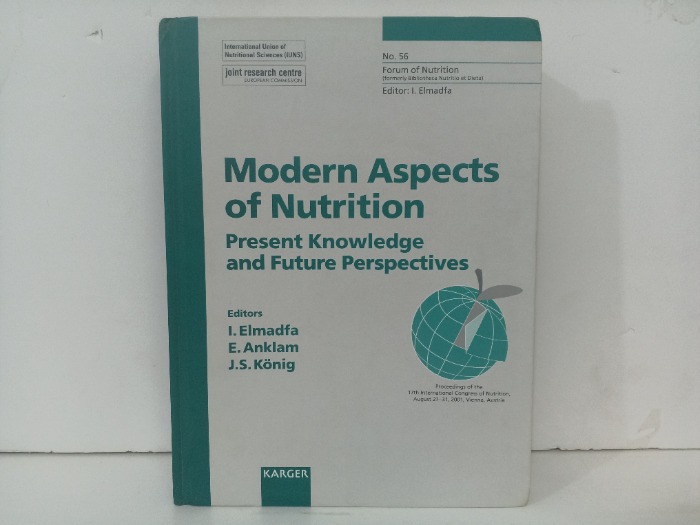 International Union of
Nutritional Sciences (IUNS)
joint research centre
EUROPEAN COMMISSION
No. 56
Forum of Nutrition
(formerly Bibliotheca Nutritio et Dieta)
Editor: I. Elmadfa
Modern Aspects
of Nutrition
Present Knowledge
and Future Perspectives
Editors
I. Elmadfa
E. Anklam
J.S. König
Proceedings of the
17th International Congress of Nutrition,
August 27–31, 2001, Vienna, Austria
KARGER